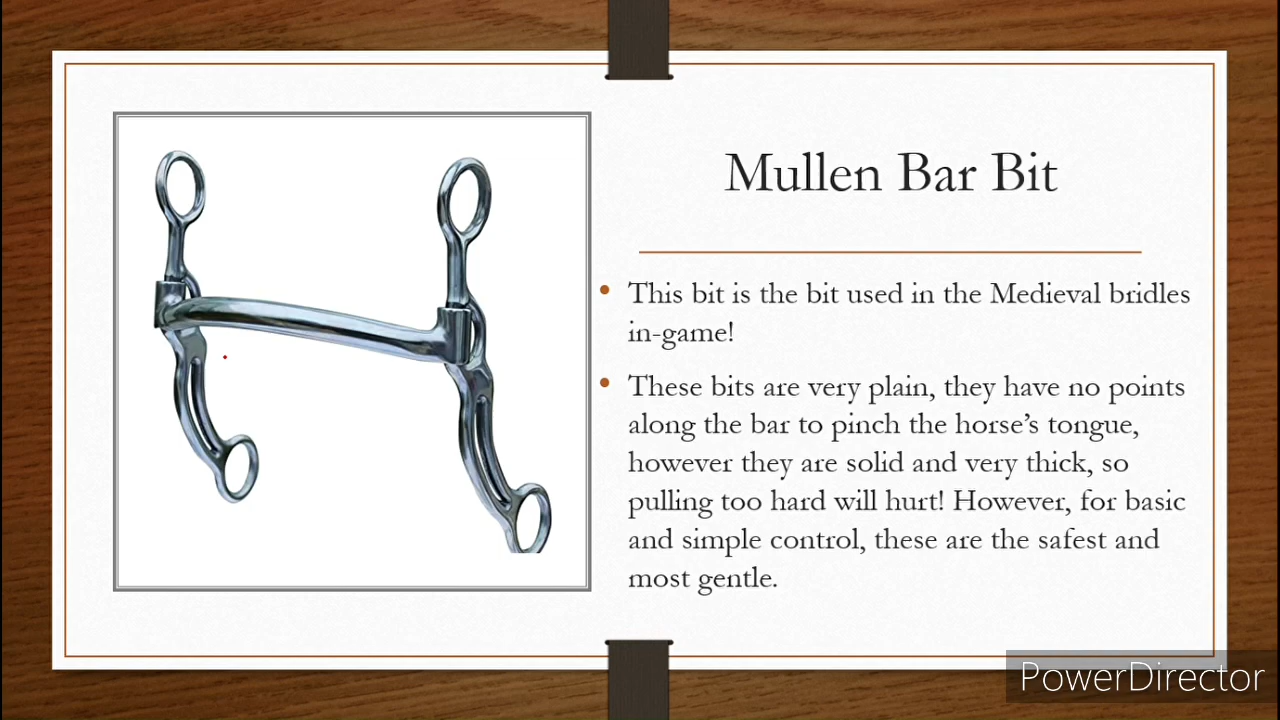 Mullen Bar Bit
• This bit is the bit used in the Medieval bridles
in-game!
• These bits are very plain, they have no points
along the bar to pinch the horse’s tongue,
however they are solid and very thick, so
pulling too hard will hurt! However, for basic
and simple control, these are the safest and
most gentle.
PowerDirector